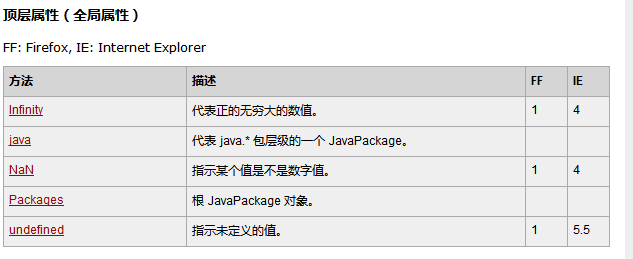 顶层属性（全局属性）
FF: Firefox, IE: Internet Explorer
方法 描述 FF IE
Infinity 代表正的无穷大的数值。 1 4
java 代表 java.* 包层级的一个 JavaPackage。
NaN 指示某个值是不是数字值。 1 4
Packages 根 JavaPackage 对象。
undefined 指示未定义的值。 1 5.5